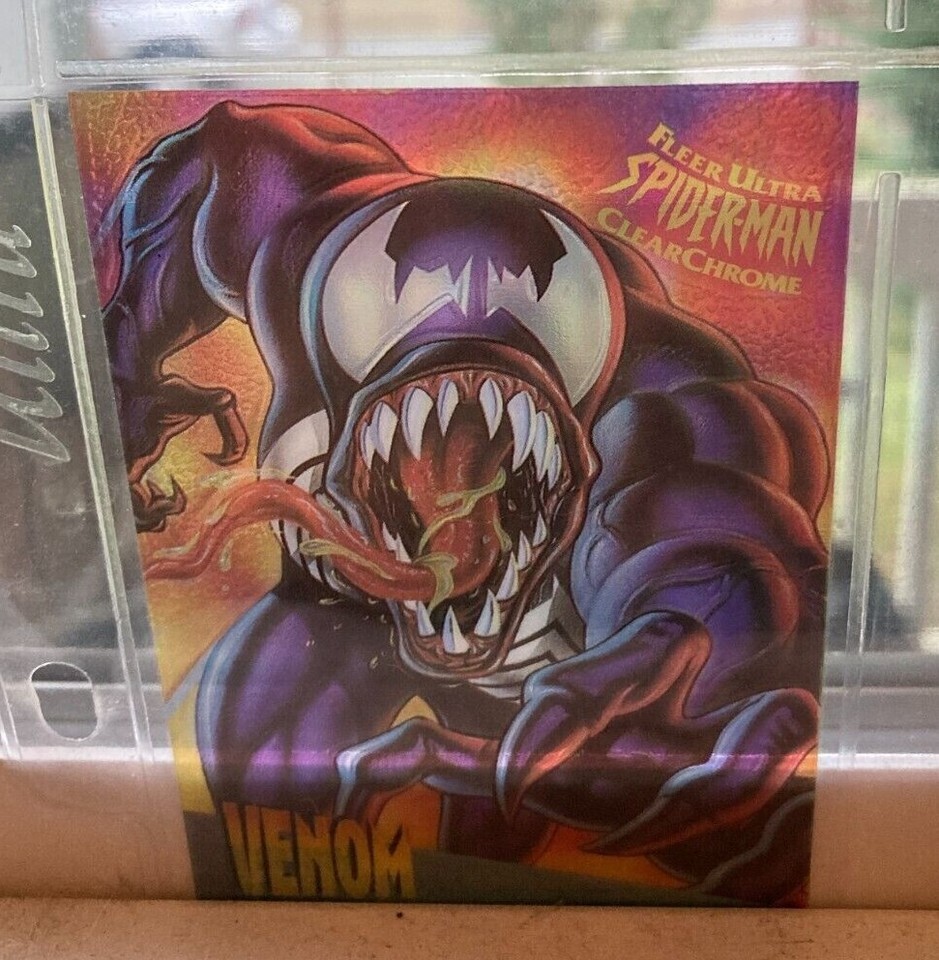 FLEER ULTRA
SPIDER-MAN
CLEARCHROME
VENOM